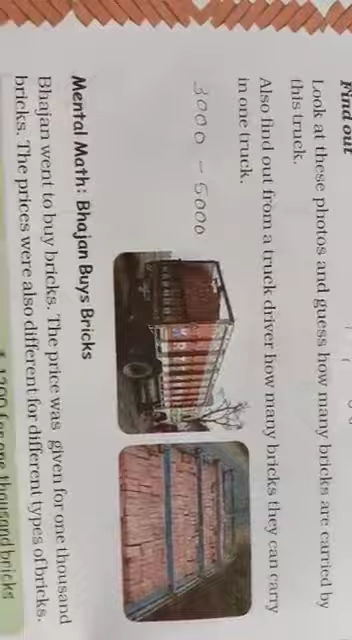 Find out
Look at these photos and guess how many bricks are carried by
this truck.
Also find out from a truck driver how many bricks they can carry
in one truck.
3000 - 5000
Mental Math: Bhajan Buys Bricks
Bhajan went to buy bricks. The price was given for one thousand
bricks. The prices were also different for different types of bricks.
1200 for one thousand bricks